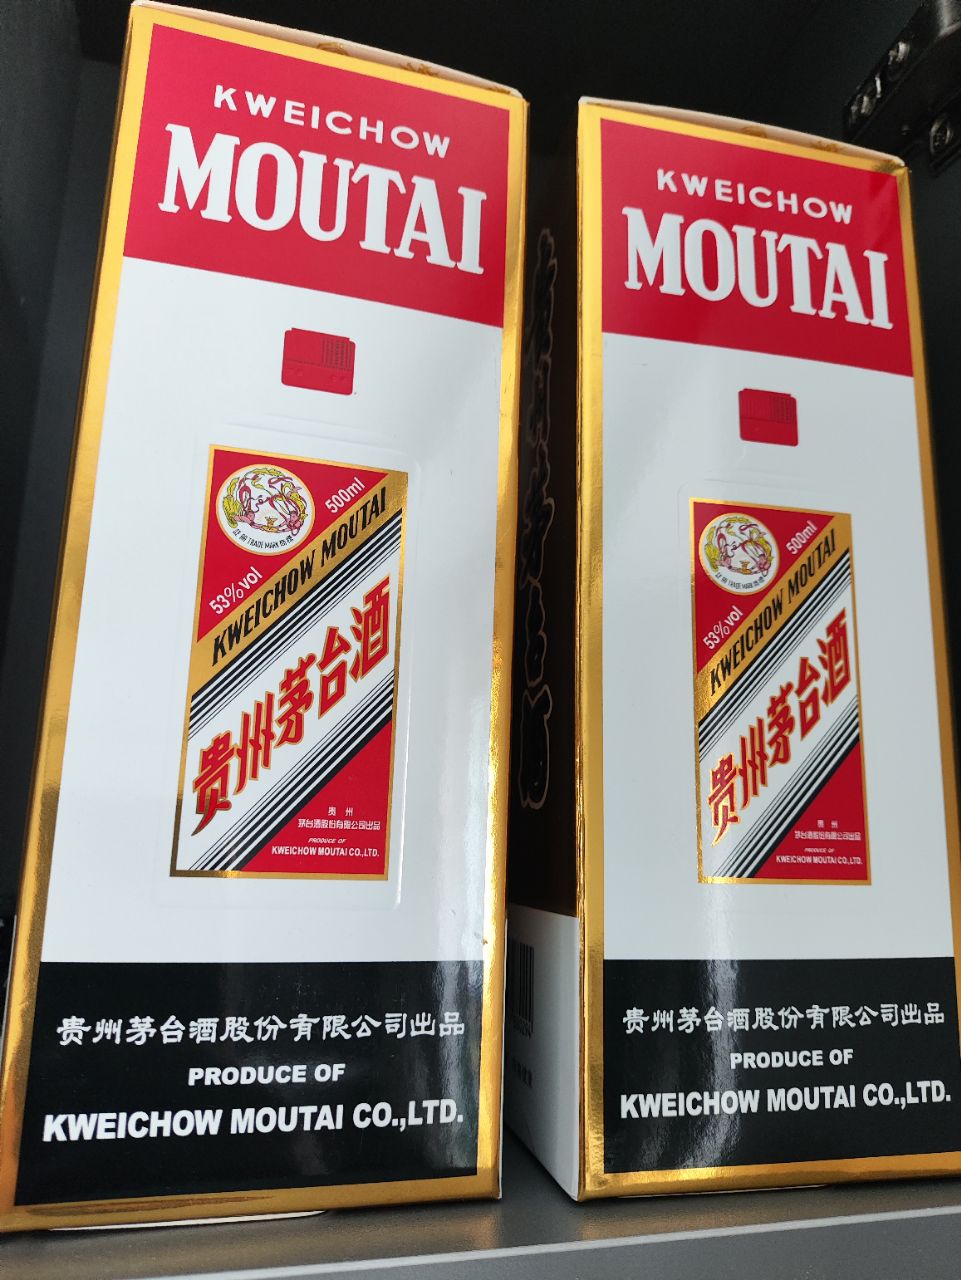 KWEICHOW
MOUTAI
500ml
53%vol
TRADE MARK
KWEICHOW MOUTAI
贵州茅台酒
贵州
茅台酒股份有限公司出品
PRODUCE OF
KWEICHOW MOUTAI CO.,LTD.
贵州茅台酒股份有限公司出品
PRODUCE OF
KWEICHOW MOUTAI CO.,LTD.
KWEICHOW
MOUTAI
500ml
53%vol
TRADE MARK
KWEICHOW MOUTAI
贵州茅台酒
贵州
茅台酒股份有限公司出品
PRODUCE OF
KWEICHOW MOUTAI CO.,LTD.
贵州茅台酒股份有限公司出品
PRODUCE OF
KWEICHOW MOUTAI CO.,LTD.